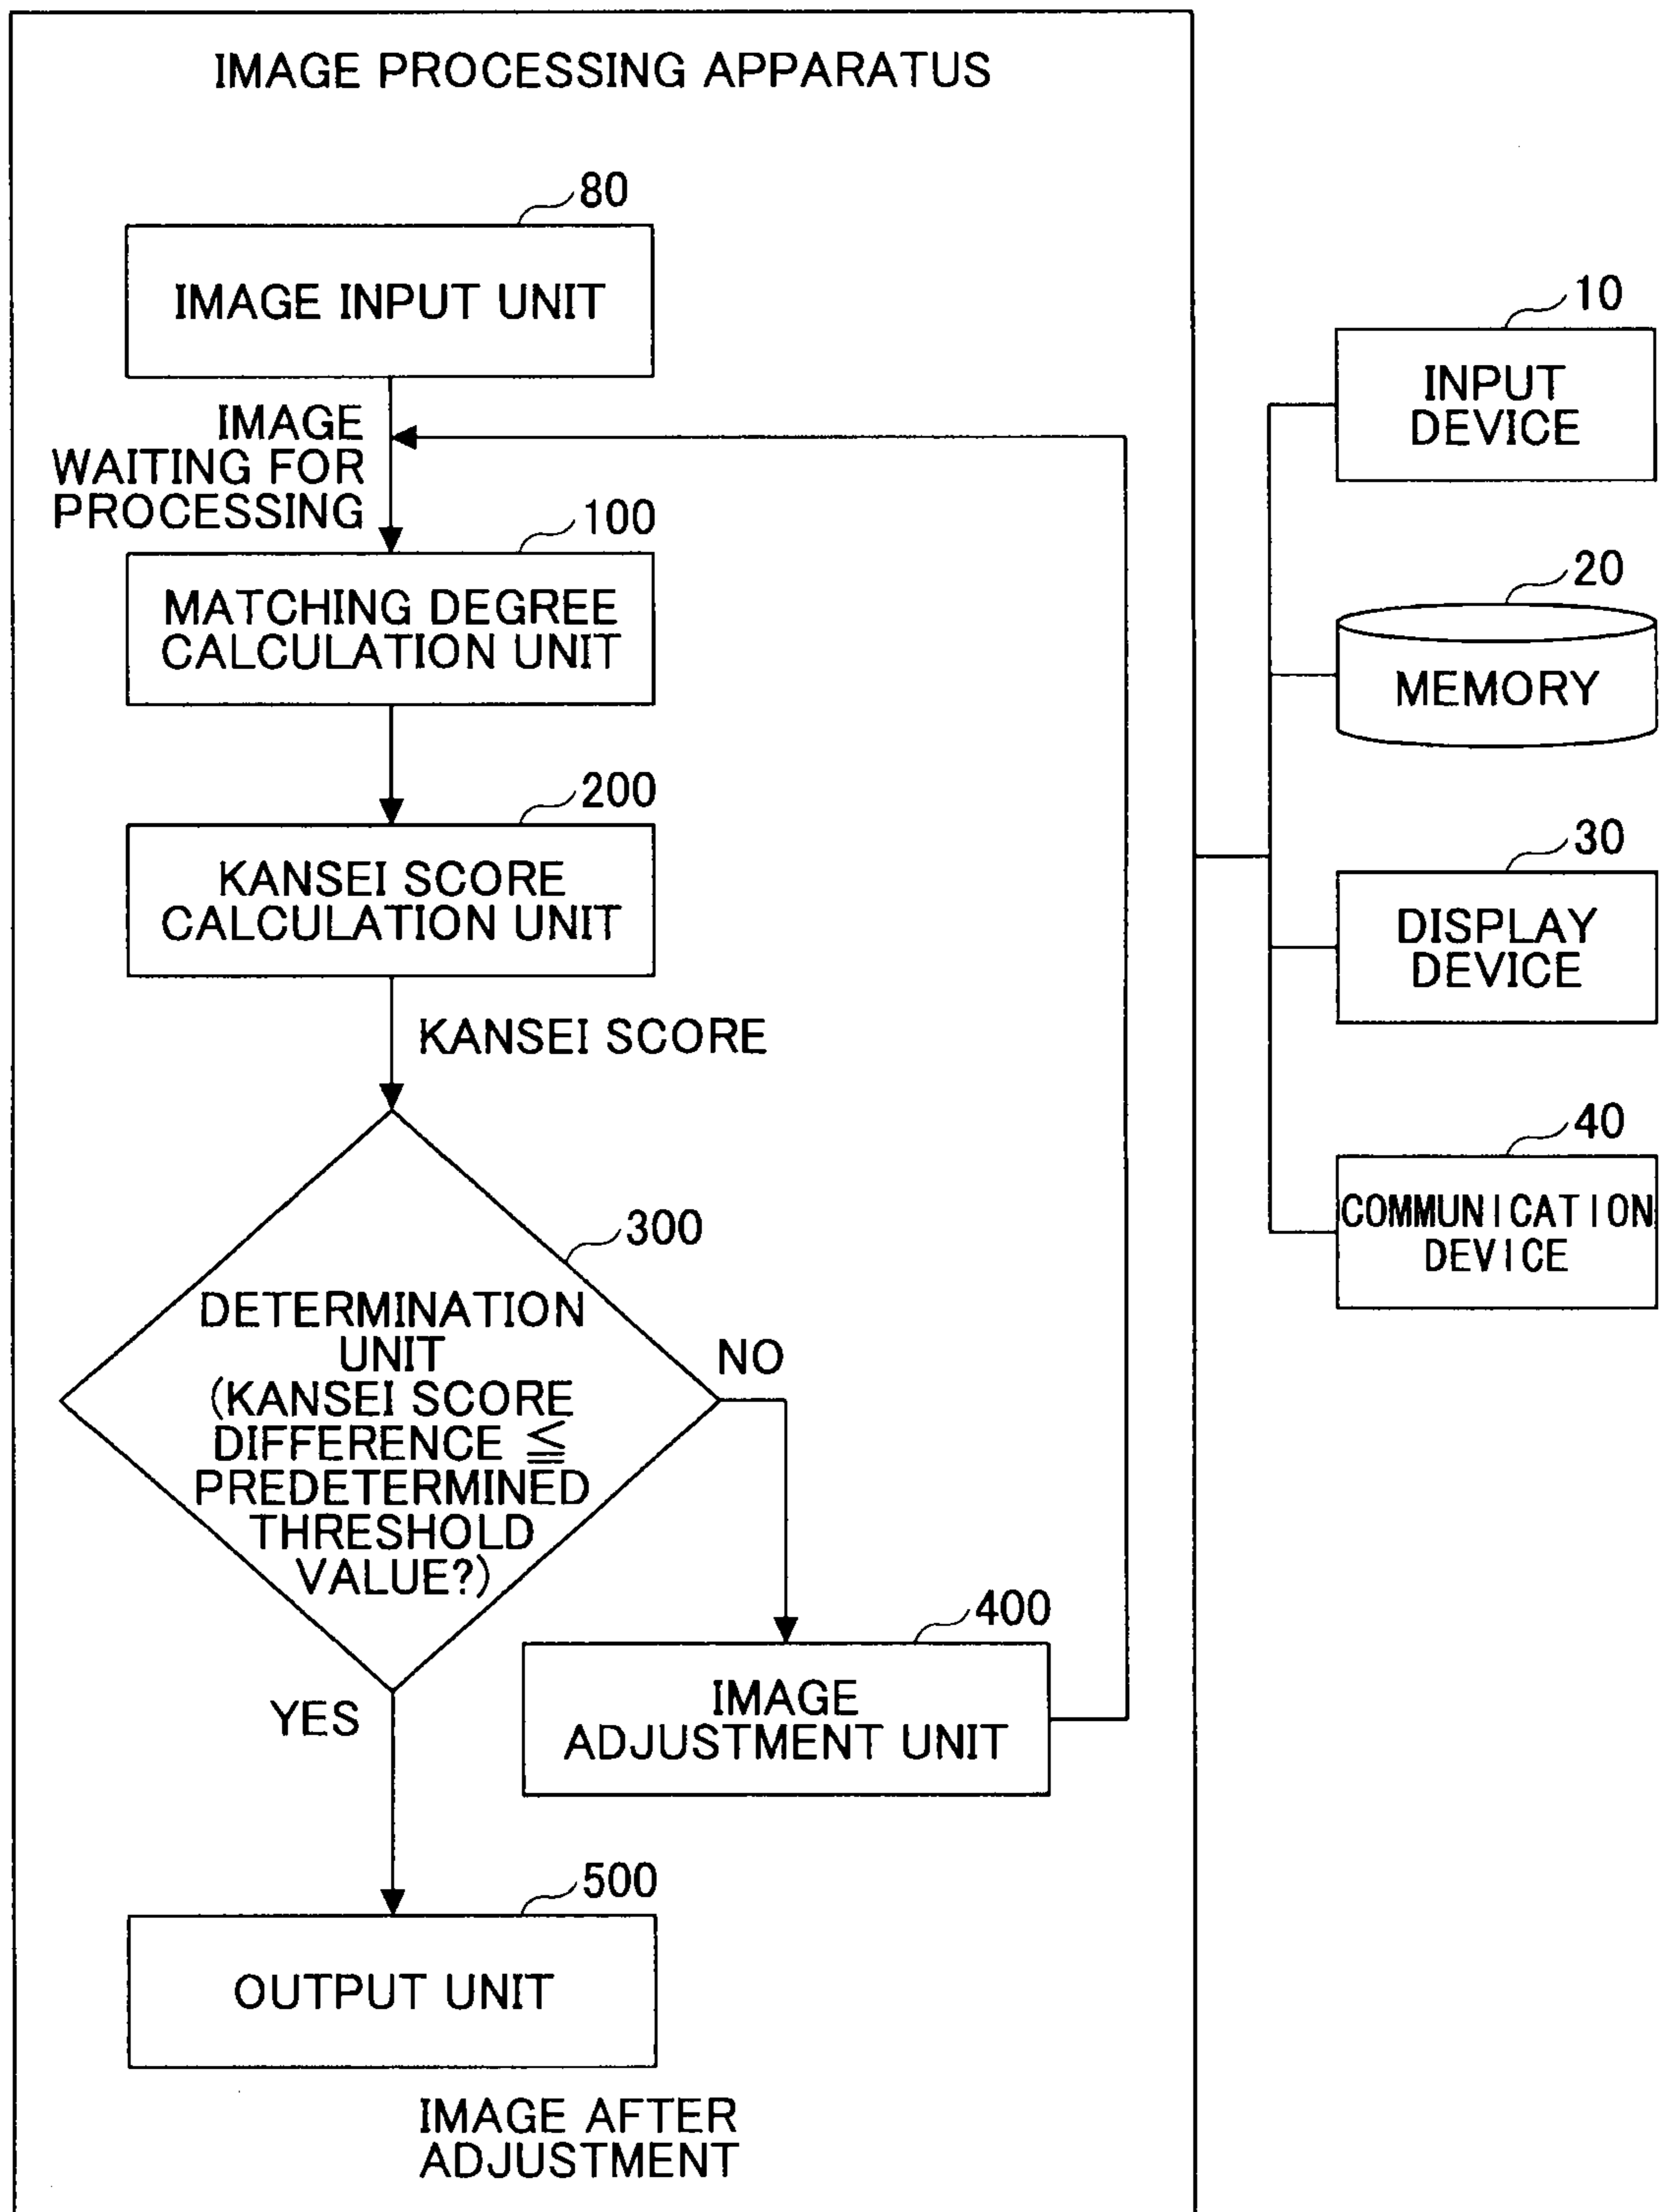 IMAGE PROCESSING APPARATUS
80
IMAGE INPUT UNIT
IMAGE
WAITING FOR
PROCESSING
100
MATCHING DEGREE
CALCULATION UNIT
200
KANSEI SCORE
CALCULATION UNIT
KANSEI SCORE
300
DETERMINATION
UNIT
(KANSEI SCORE
DIFFERENCE ≦
PREDETERMINED
THRESHOLD
VALUE?)
NO
YES
400
IMAGE
ADJUSTMENT UNIT
500
OUTPUT UNIT
IMAGE AFTER
ADJUSTMENT
10
INPUT
DEVICE
20
MEMORY
30
DISPLAY
DEVICE
40
COMMUNICATION
DEVICE